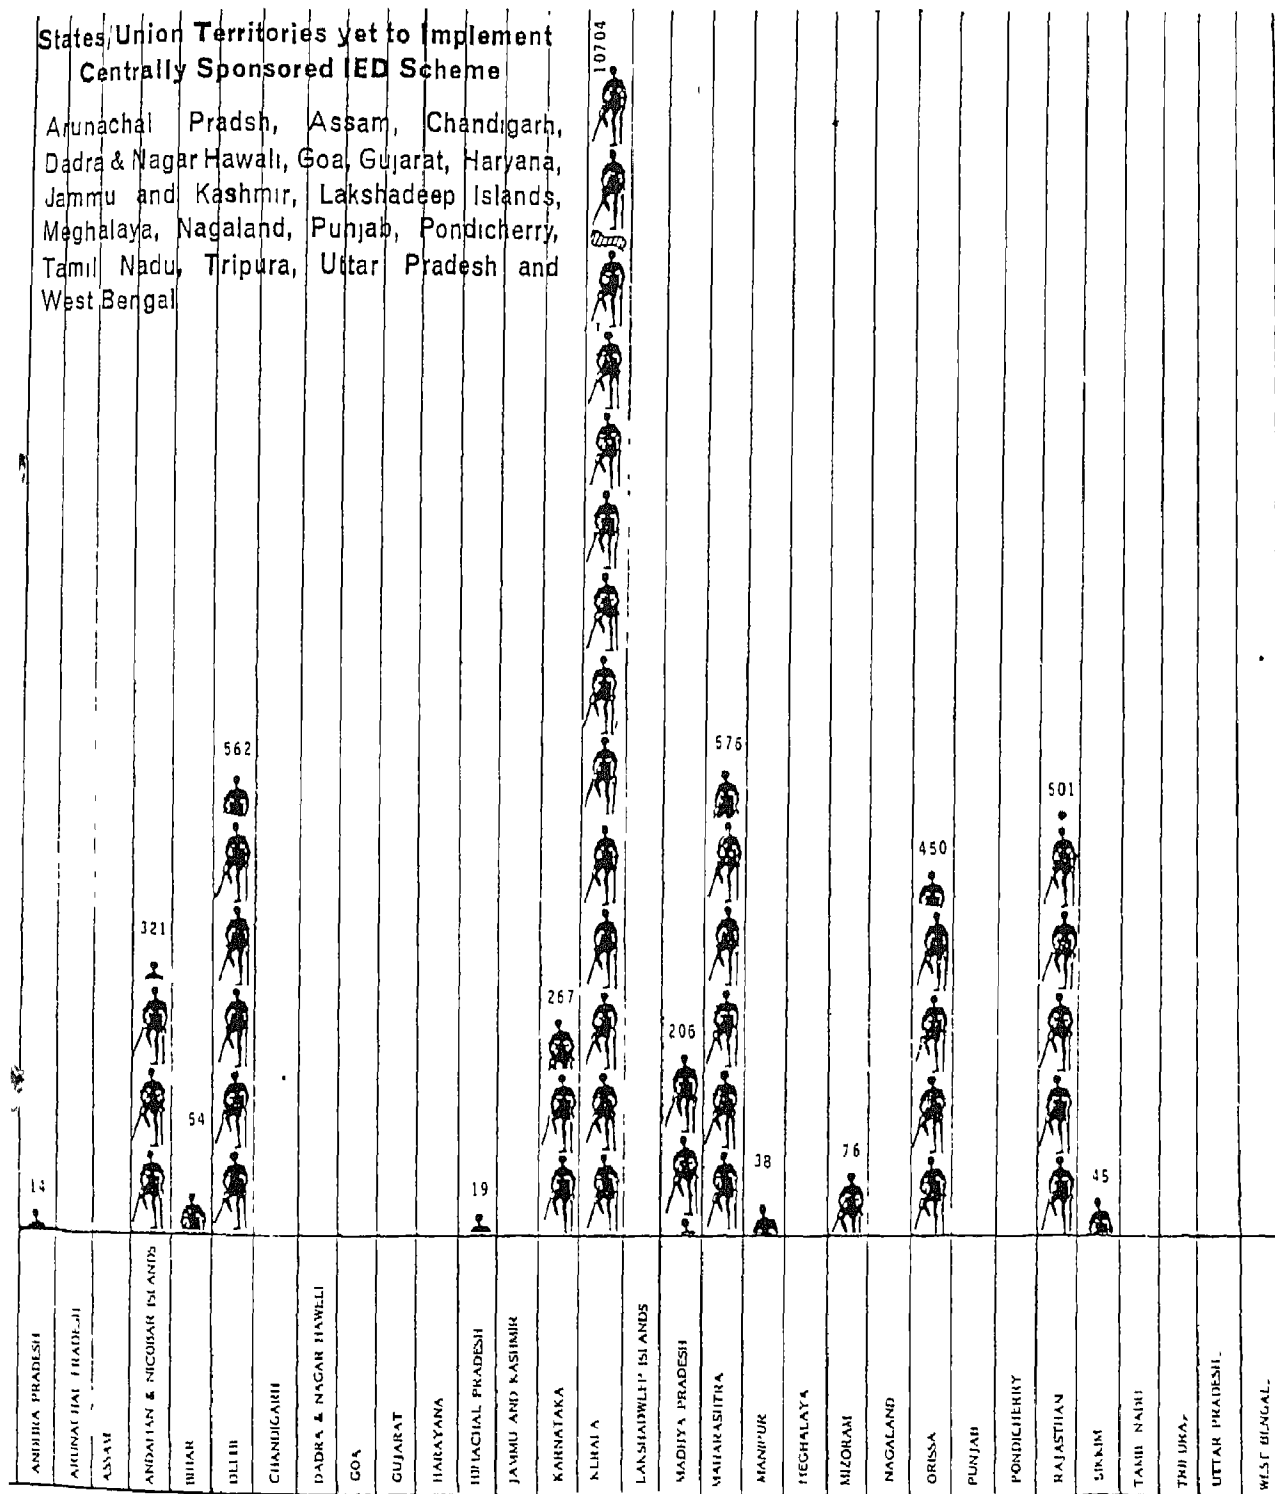 States/Union Territories yet to Implement
Centrally Sponsored IED Scheme
Arunachal Pradsh, Assam, Chandigarh,
Dadra & Nagar Hawali, Goa, Gujarat, Haryana,
Jammu and Kashmir, Lakshadeep Islands,
Meghalaya, Nagaland, Punjab, Pondicherry,
Tamil Nadu, Tripura, Uttar Pradesh and
West Bengal
10704
562
576
501
450
321
267
206
54
76
38
45
14
19
ANDHRA PRADESH
ARUNACHAL PRADESH
ASSAM
ANDAMAN & NICOBAR ISLANDS
BIHAR
DELHI
CHANDIGARH
DADRA & NAGAR HAWELI
GOA
GUJARAT
HARAYANA
HIMACHAL PRADESH
JAMMU AND KASHMIR
KARNATAKA
KERALA
LAKSHADWEEP ISLANDS
MADHYA PRADESH
MAHARASHTRA
MANIPUR
MEGHALAYA
MIZORAM
NAGALAND
ORISSA
PUNJAB
PONDICHERRY
RAJASTHAN
SIKKIM
TAMIL NADU
UTTAR PRADESH
WEST BENGAL